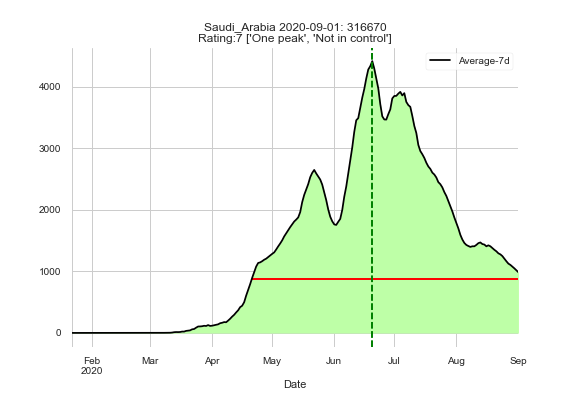 Saudi_Arabia 2020-09-01: 316670
Rating:7 ['One peak', 'Not in control']
Average-7d
4000
3000
2000
1000
0
Feb Mar Apr May Jun Jul Aug Sep
2020
Date